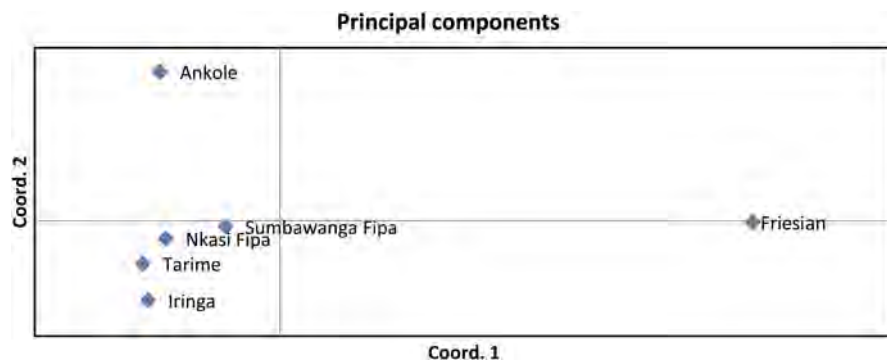 Principal components
Ankole
Coord. 2
Sumbawanga Fipa
Friesian
Nkasi Fipa
Tarime
Iringa
Coord. 1